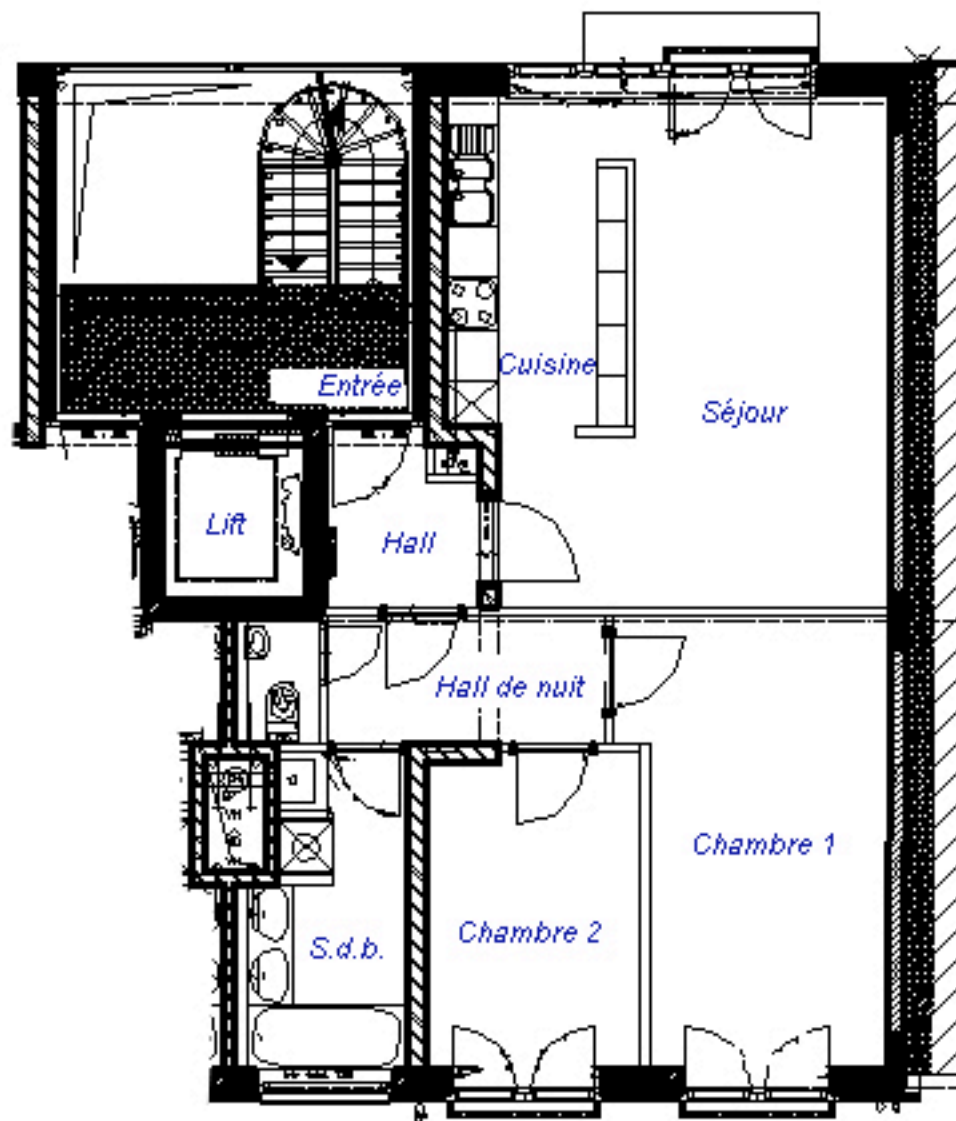 Entrée
Cuisine
Séjour
Lift
Hall
Hall de nuit
Chambre 1
Chambre 2
S.d.b.